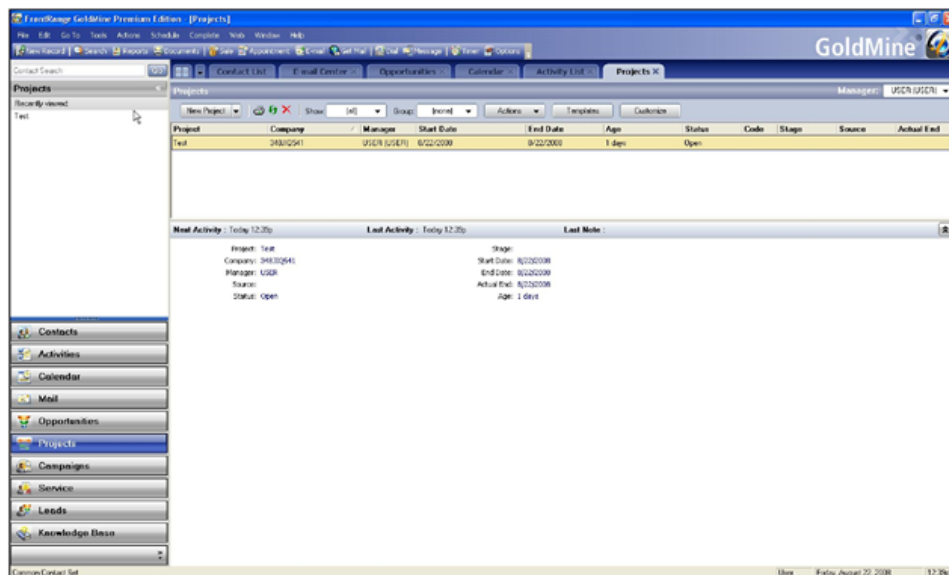 FrontRange GoldMine Premium Edition - [Projects]
File Edit Go To Tools Actions Schedule Complete Web Window Help
New Record Search Reports Documents Sale Appointment E-mail Get Mail Dial Message Timer Options
GoldMine
Contact Search GO
Contact List E-mail Center Opportunities Calendar Activity List Projects
Projects
Projects Manager: USER (USER)
Recently viewed:
Test
New Project Show: (all) Group: (none) Actions Templates Customize
Project Company Manager Start Date End Date Age Status Code Stage Source Actual End
Test USER (USER) 8/22/2008 8/22/2008 1 days Open
Next Activity : Today 12:39p Last Activity : Today 12:39p Last Note :
Project: Test Stage:
Company: Start Date: 8/22/2008
Manager: USER End Date: 8/22/2008
Source: Actual End: 8/22/2008
Status: Open Age: 1 days
Contacts
Activities
Calendar
Mail
Opportunities
Projects
Campaigns
Service
Leads
Knowledge Base
Common Contact Set User Friday, August 22, 2008 12:39p